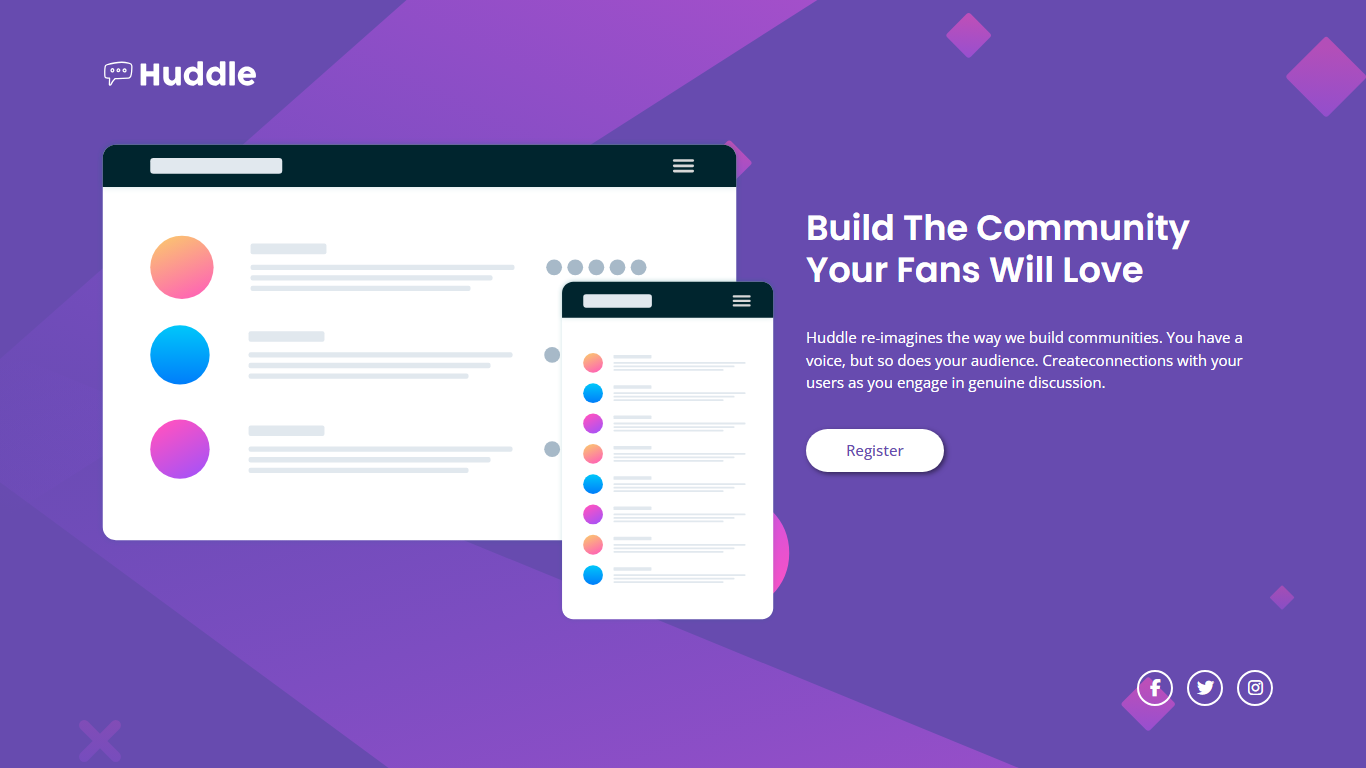 Huddle
Build The Community
Your Fans Will Love
Huddle re-imagines the way we build communities. You have a
voice, but so does your audience. Createconnections with your
users as you engage in genuine discussion.
Register